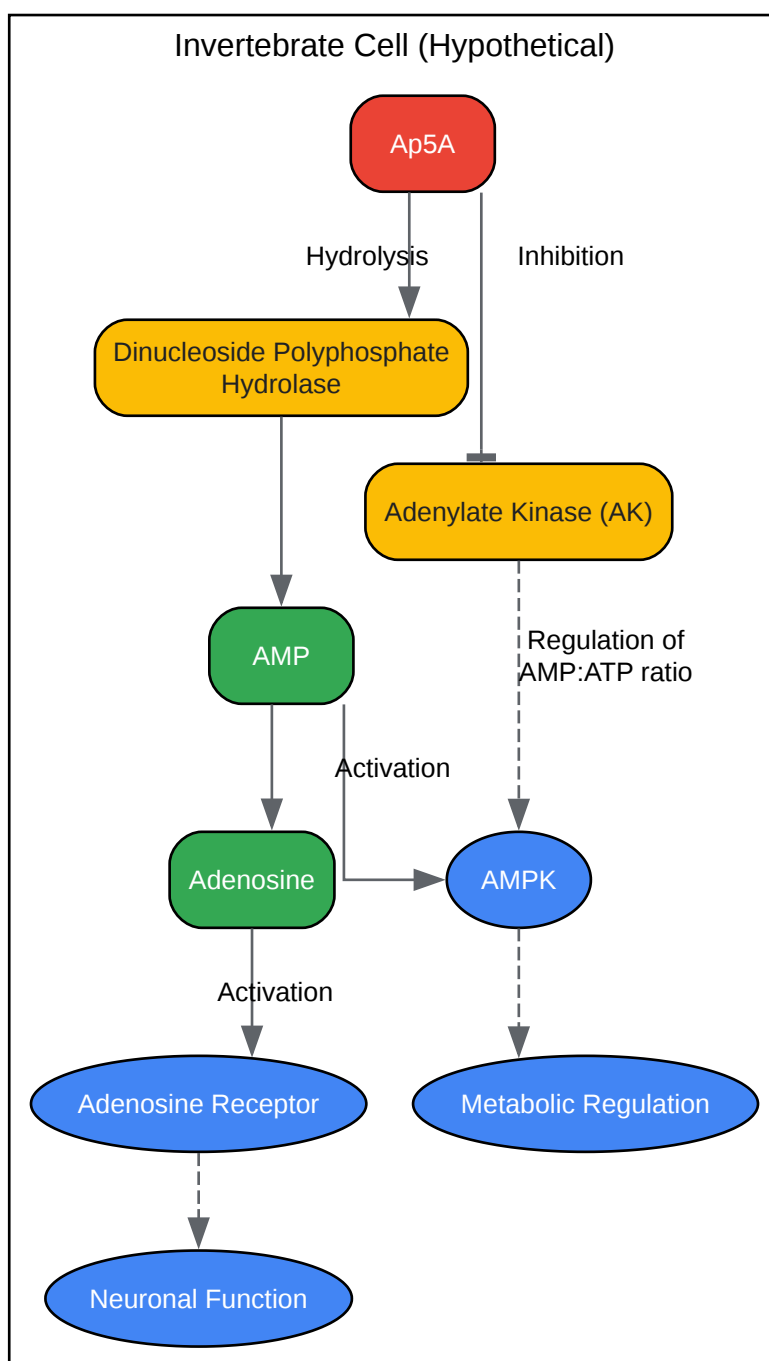 Invertebrate Cell (Hypothetical)
Ap5A
Hydrolysis
Inhibition
Dinucleoside Polyphosphate
Hydrolase
Adenylate Kinase (AK)
AMP
Regulation of
AMP:ATP ratio
Activation
Adenosine
AMPK
Activation
Adenosine Receptor
Metabolic Regulation
Neuronal Function